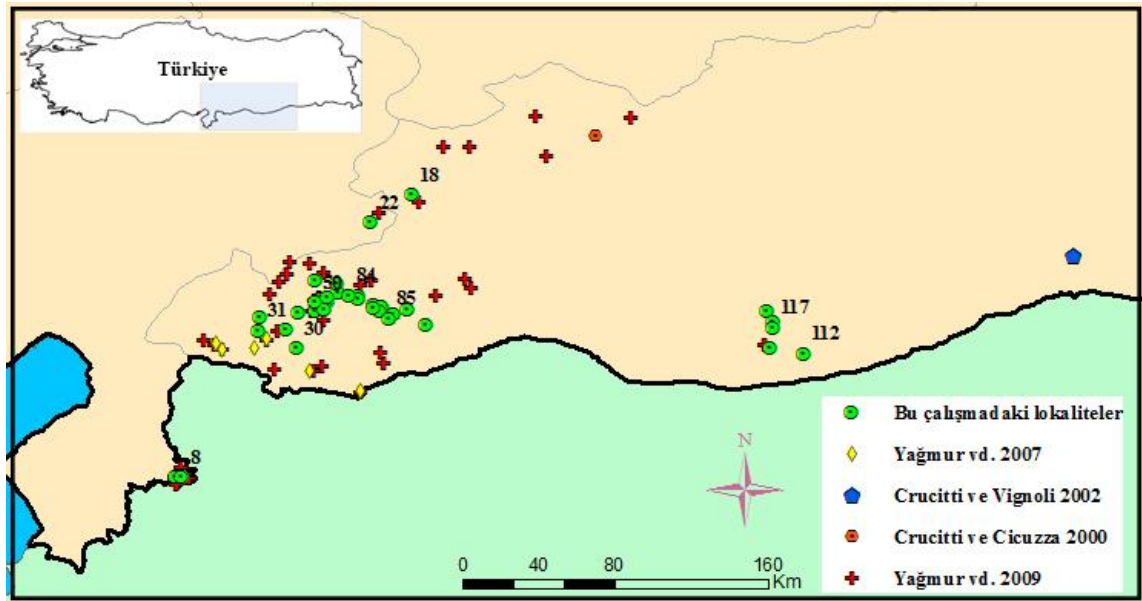 Türkiye
18
22
84
59
85
31
30
117
112
8
N
Bu çalışmadaki lokaliteler
Yağmur vd. 2007
Crucitti ve Vignoli 2002
Crucitti ve Cicuzza 2000
Yağmur vd. 2009
0 40 80 160
Km